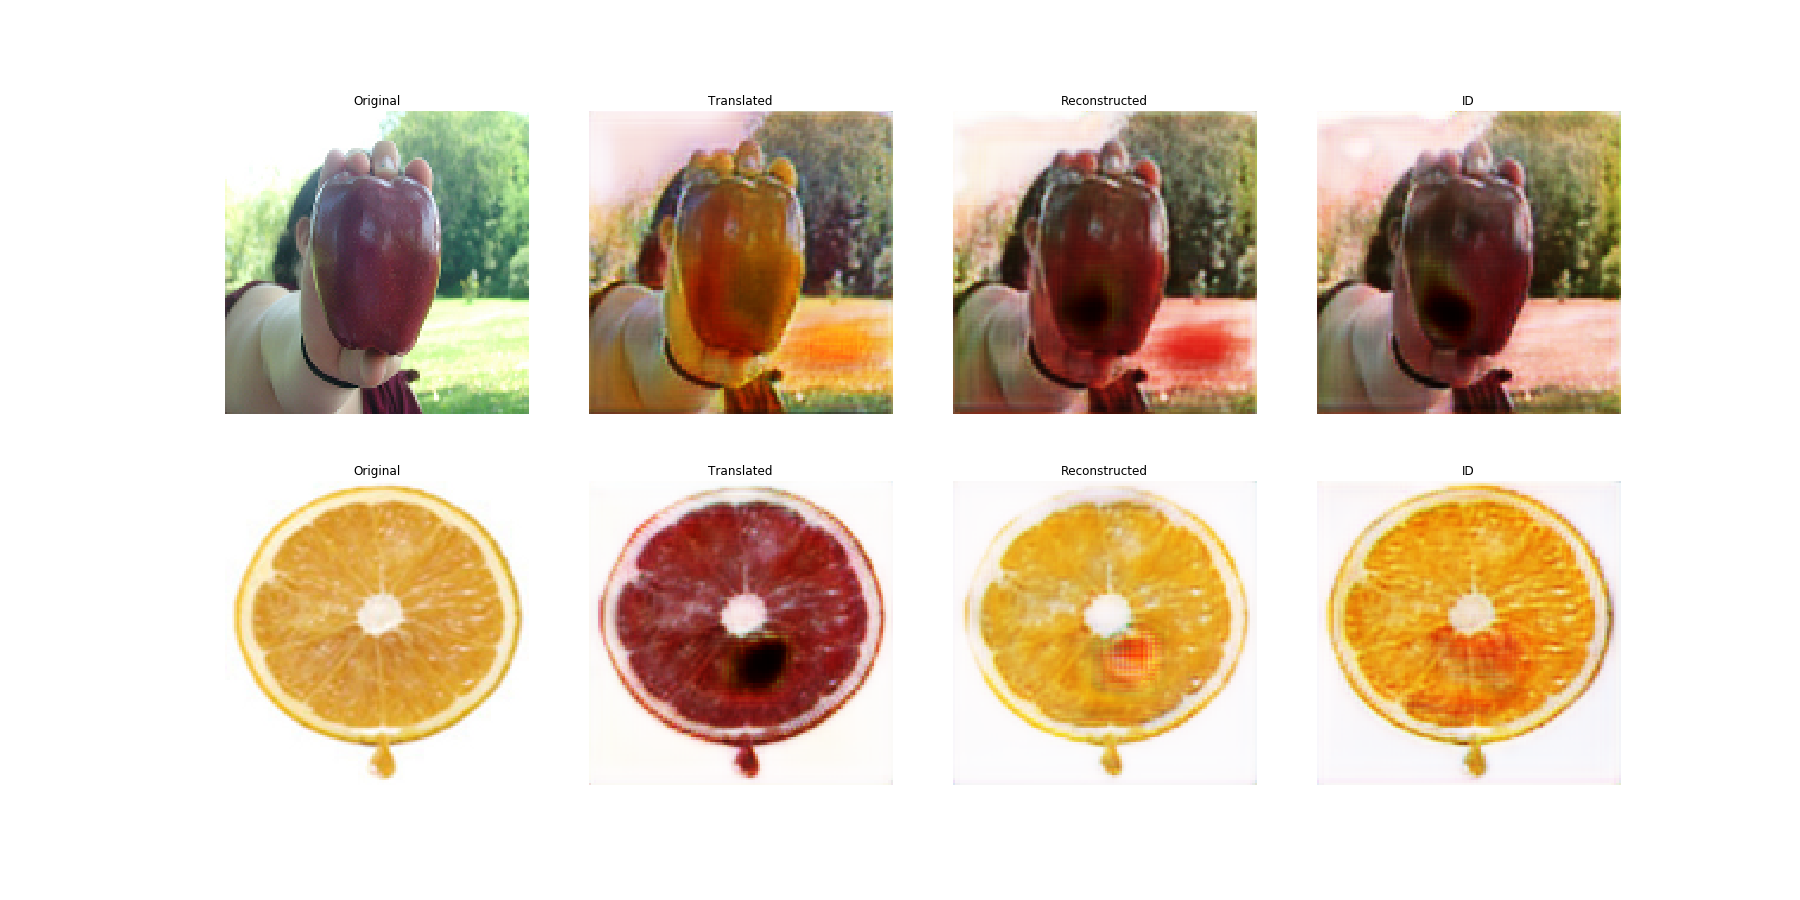 Original
Translated
Reconstructed
ID
Original
Translated
Reconstructed
ID